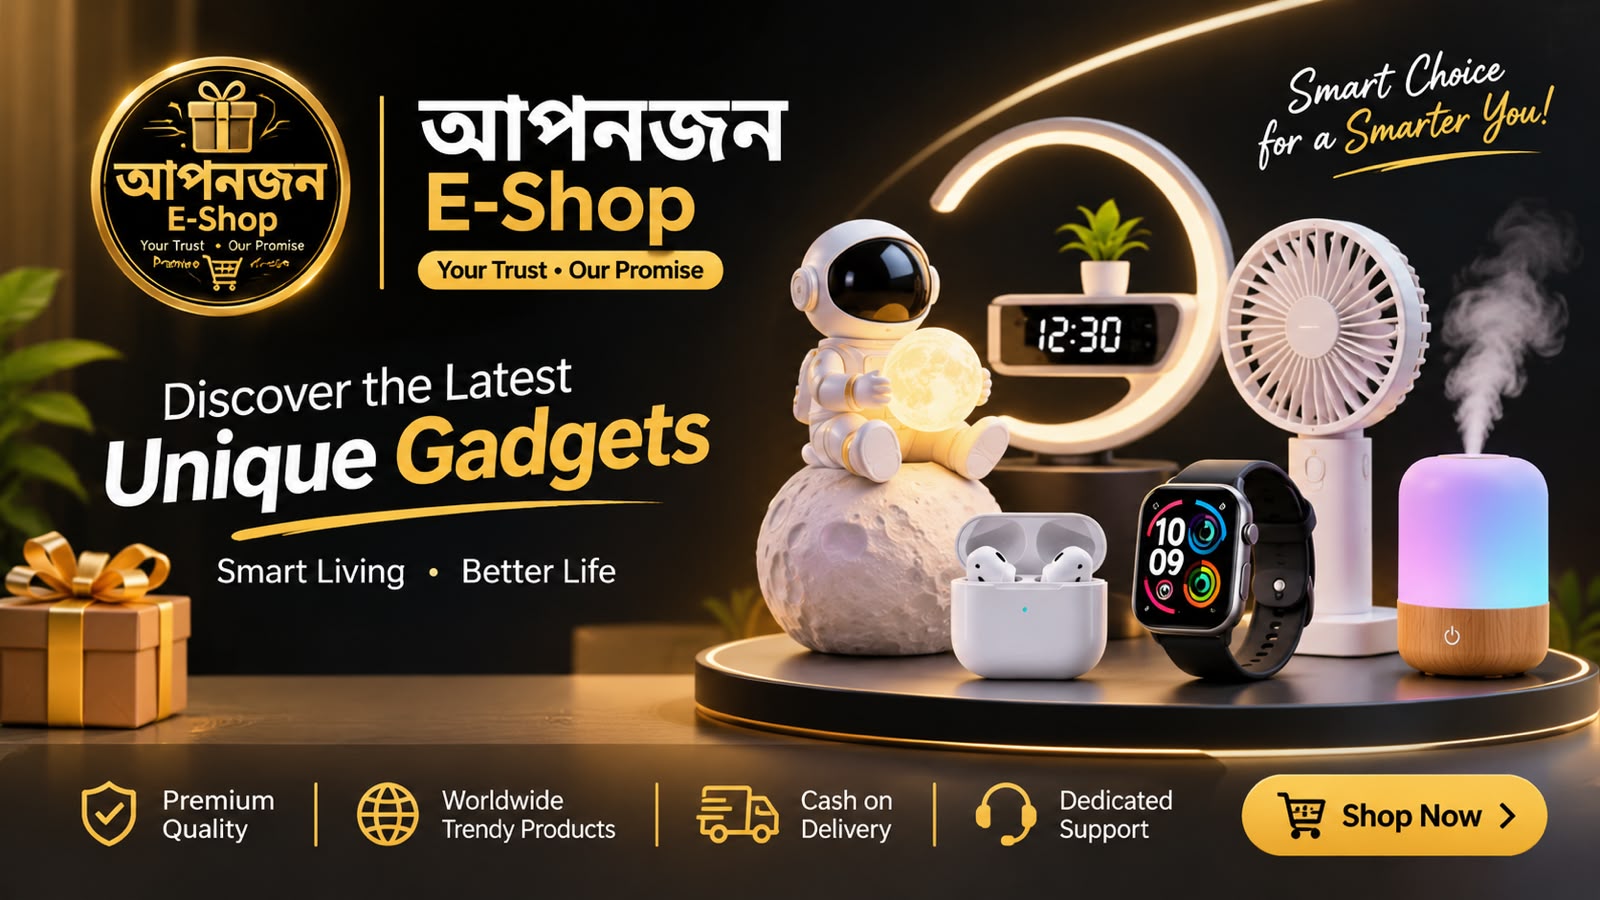 আপনজন
E-Shop
Your Trust • Our Promise
আপনজন
E-Shop
Your Trust • Our Promise
Smart Choice
for a Smarter You!
Discover the Latest
Unique Gadgets
Smart Living • Better Life
12:30
10
09
Premium
Quality
Worldwide
Trendy Products
Cash on
Delivery
Dedicated
Support
Shop Now